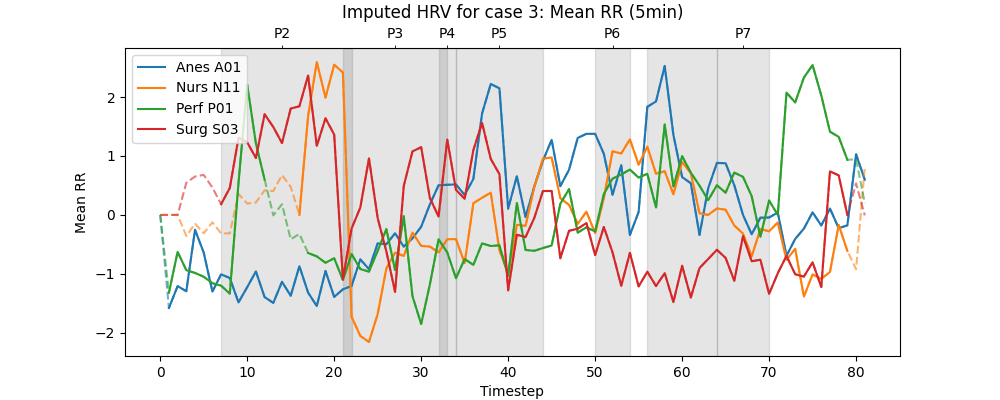 Imputed HRV for case 3: Mean RR (5min)
P2 P3 P4 P5 P6 P7
Anes A01
Nurs N11
Perf P01
Surg S03
Mean RR
2
1
0
−1
−2
0 10 20 30 40 50 60 70 80
Timestep